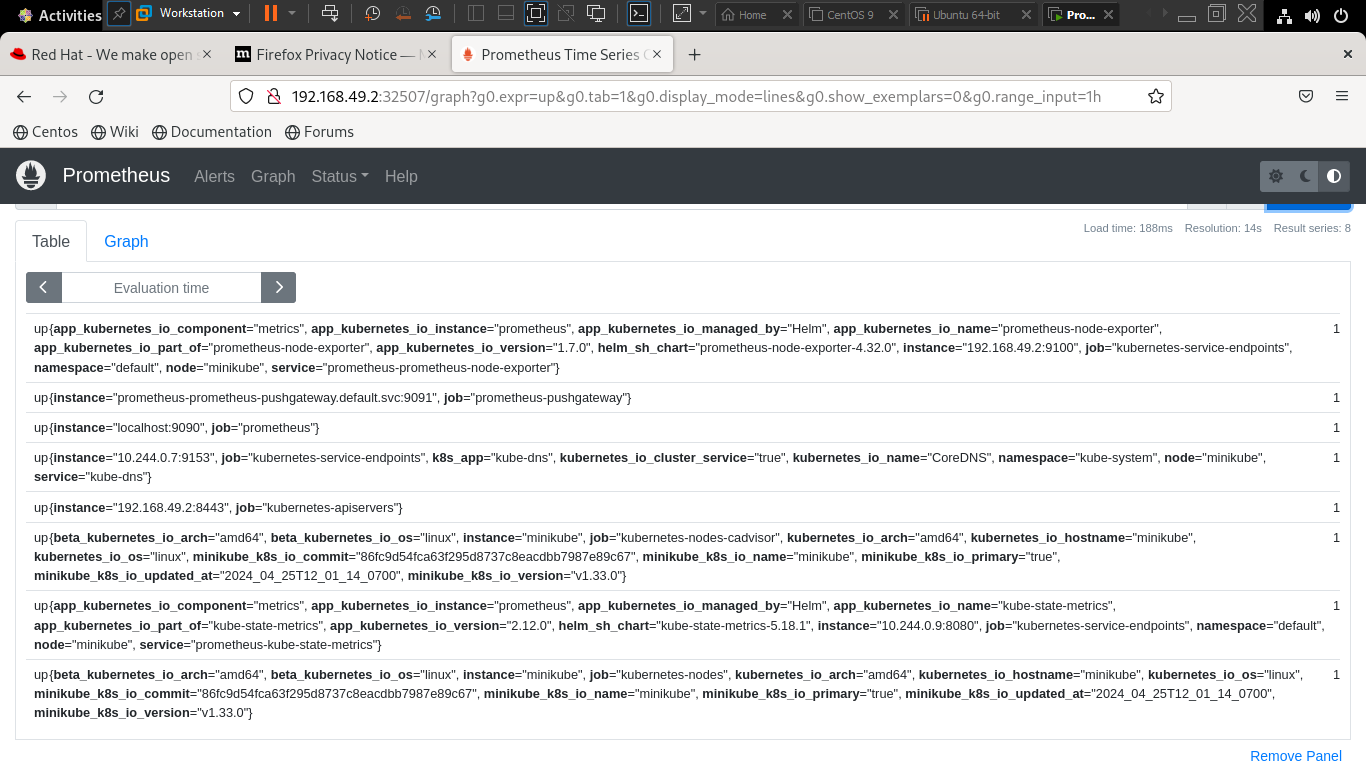 Activities Workstation Home CentOS 9 Ubuntu 64-bit Pro...
Red Hat - We make open Firefox Privacy Notice — Prometheus Time Series
192.168.49.2:32507/graph?g0.expr=up&g0.tab=1&g0.display_mode=lines&g0.show_exemplars=0&g0.range_input=1h
Centos Wiki Documentation Forums
Prometheus Alerts Graph Status Help
Table Graph Load time: 188ms Resolution: 14s Result series: 8
Evaluation time
up{app_kubernetes_io_component="metrics", app_kubernetes_io_instance="prometheus", app_kubernetes_io_managed_by="Helm", app_kubernetes_io_name="prometheus-node-exporter", 1
app_kubernetes_io_part_of="prometheus-node-exporter", app_kubernetes_io_version="1.7.0", helm_sh_chart="prometheus-node-exporter-4.32.0", instance="192.168.49.2:9100", job="kubernetes-service-endpoints",
namespace="default", node="minikube", service="prometheus-prometheus-node-exporter"}
up{instance="prometheus-prometheus-pushgateway.default.svc:9091", job="prometheus-pushgateway"} 1
up{instance="localhost:9090", job="prometheus"} 1
up{instance="10.244.0.7:9153", job="kubernetes-service-endpoints", k8s_app="kube-dns", kubernetes_io_cluster_service="true", kubernetes_io_name="CoreDNS", namespace="kube-system", node="minikube", 1
service="kube-dns"}
up{instance="192.168.49.2:8443", job="kubernetes-apiservers"} 1
up{beta_kubernetes_io_arch="amd64", beta_kubernetes_io_os="linux", instance="minikube", job="kubernetes-nodes-cadvisor", kubernetes_io_arch="amd64", kubernetes_io_hostname="minikube", 1
kubernetes_io_os="linux", minikube_k8s_io_commit="86fc9d54fca63f295d8737c8eacdbb7987e89c67", minikube_k8s_io_name="minikube", minikube_k8s_io_primary="true",
minikube_k8s_io_updated_at="2024_04_25T12_01_14_0700", minikube_k8s_io_version="v1.33.0"}
up{app_kubernetes_io_component="metrics", app_kubernetes_io_instance="prometheus", app_kubernetes_io_managed_by="Helm", app_kubernetes_io_name="kube-state-metrics", 1
app_kubernetes_io_part_of="kube-state-metrics", app_kubernetes_io_version="2.12.0", helm_sh_chart="kube-state-metrics-5.18.1", instance="10.244.0.9:8080", job="kubernetes-service-endpoints", namespace="default",
node="minikube", service="prometheus-kube-state-metrics"}
up{beta_kubernetes_io_arch="amd64", beta_kubernetes_io_os="linux", instance="minikube", job="kubernetes-nodes", kubernetes_io_arch="amd64", kubernetes_io_hostname="minikube", kubernetes_io_os="linux", 1
minikube_k8s_io_commit="86fc9d54fca63f295d8737c8eacdbb7987e89c67", minikube_k8s_io_name="minikube", minikube_k8s_io_primary="true", minikube_k8s_io_updated_at="2024_04_25T12_01_14_0700",
minikube_k8s_io_version="v1.33.0"}
Remove Panel